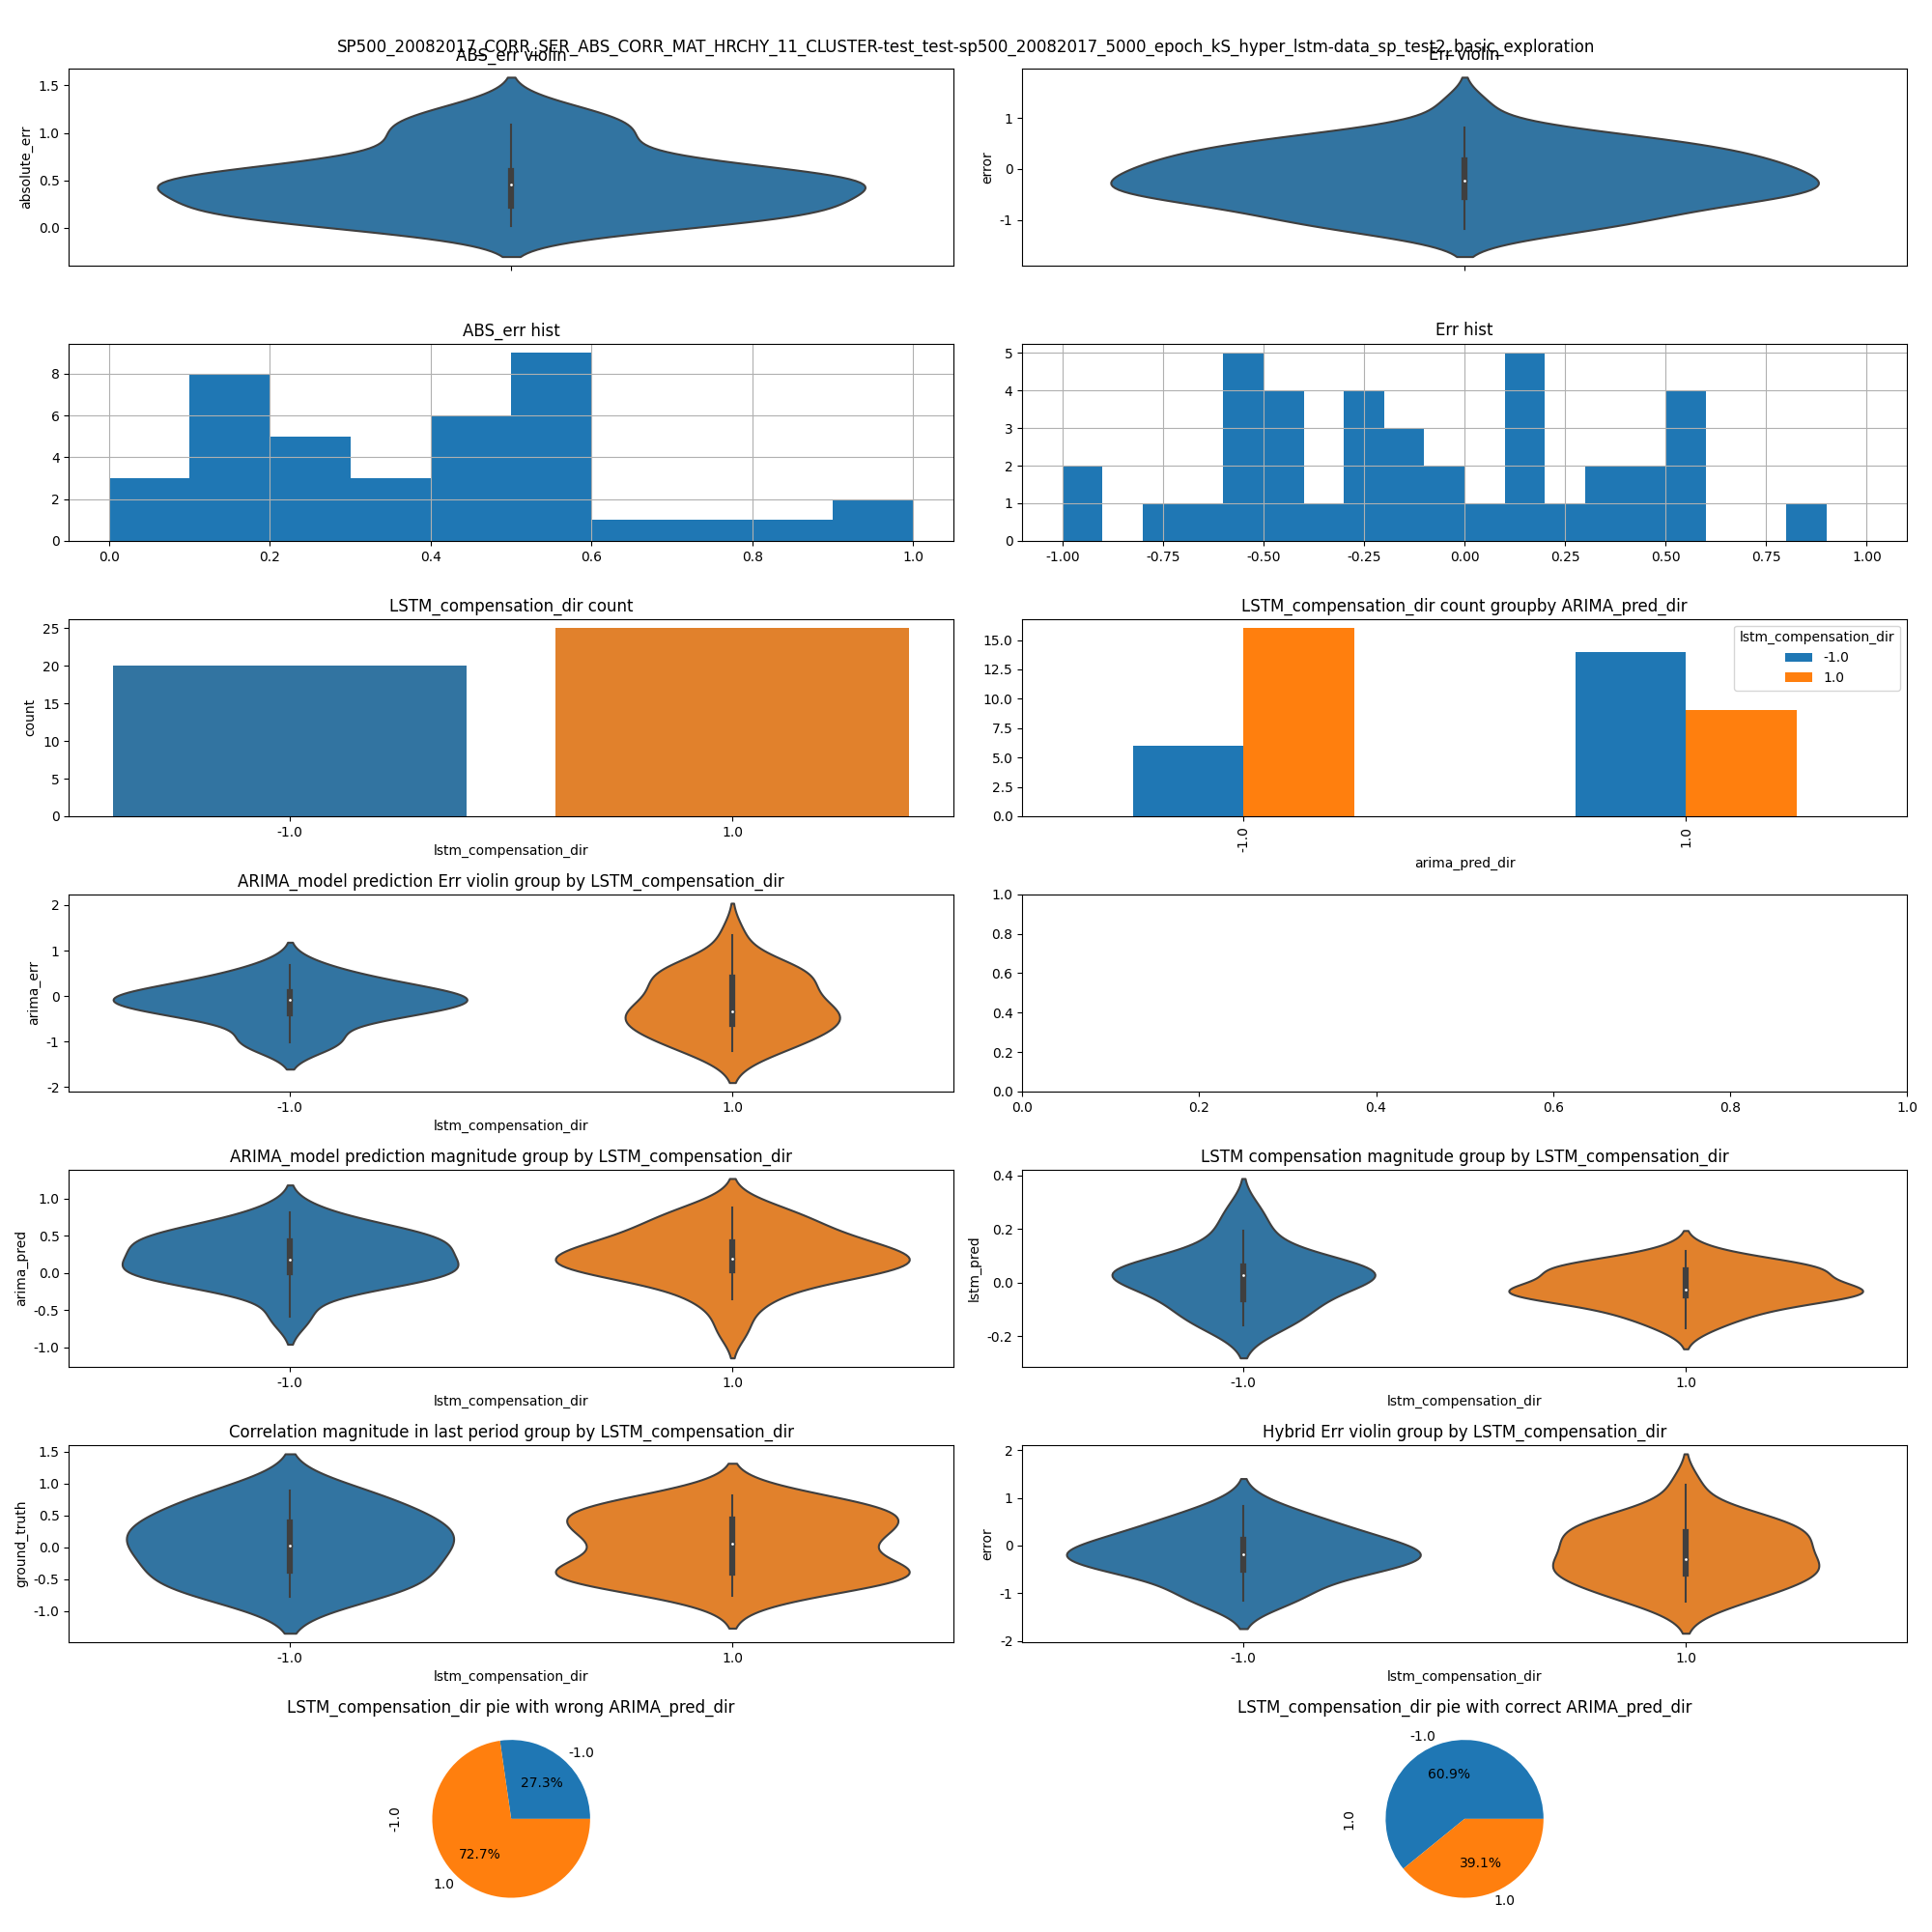 SP500_20082017_CORR_SER_ABS_CORR_MAT_HRCHY_11_CLUSTER-test_test-sp500_20082017_5000_epoch_kS_hyper_lstm-data_sp_test2_basic_exploration
ABS_err violin
absolute_err
1.5
1.0
0.5
0.0
Err violin
error
1
0
-1
ABS_err hist
8
6
4
2
0
0.0 0.2 0.4 0.6 0.8 1.0
Err hist
5
4
3
2
1
0
-1.00 -0.75 -0.50 -0.25 0.00 0.25 0.50 0.75 1.00
LSTM_compensation_dir count
count
25
20
15
10
5
0
-1.0 1.0
lstm_compensation_dir
LSTM_compensation_dir count groupby ARIMA_pred_dir
15.0
12.5
10.0
7.5
5.0
2.5
0.0
lstm_compensation_dir
-1.0
1.0
-1.0 1.0
arima_pred_dir
ARIMA_model prediction Err violin group by LSTM_compensation_dir
arima_err
2
1
0
-1
-2
-1.0 1.0
lstm_compensation_dir
1.0
0.8
0.6
0.4
0.2
0.0
0.0 0.2 0.4 0.6 0.8 1.0
ARIMA_model prediction magnitude group by LSTM_compensation_dir
arima_pred
1.0
0.5
0.0
-0.5
-1.0
-1.0 1.0
lstm_compensation_dir
LSTM compensation magnitude group by LSTM_compensation_dir
lstm_pred
0.4
0.2
0.0
-0.2
-1.0 1.0
lstm_compensation_dir
Correlation magnitude in last period group by LSTM_compensation_dir
ground_truth
1.5
1.0
0.5
0.0
-0.5
-1.0
-1.0 1.0
lstm_compensation_dir
Hybrid Err violin group by LSTM_compensation_dir
error
2
1
0
-1
-2
-1.0 1.0
lstm_compensation_dir
LSTM_compensation_dir pie with wrong ARIMA_pred_dir
-1.0
-1.0
27.3%
72.7%
1.0
LSTM_compensation_dir pie with correct ARIMA_pred_dir
1.0
-1.0
60.9%
39.1%
1.0